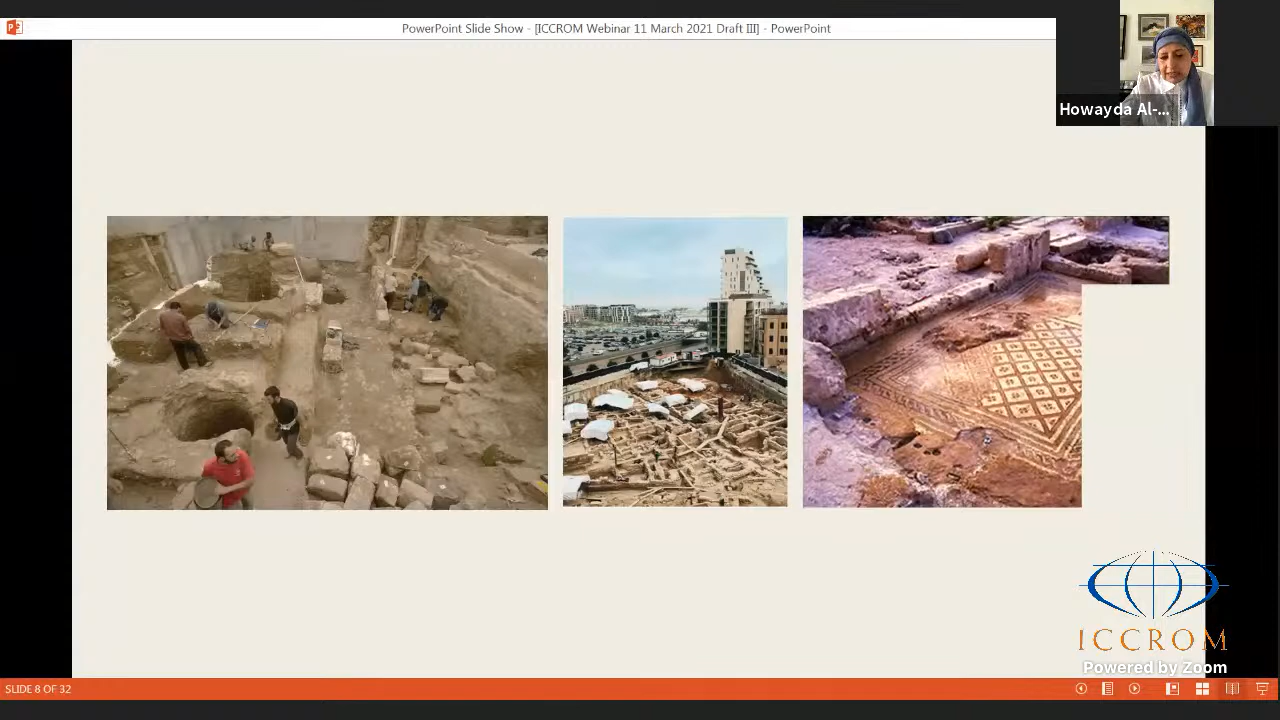 PowerPoint Slide Show - [ICCROM Webinar 11 March 2021 Draft III] - PowerPoint
Howayda Al-...
ICCROM
Powered by Zoom
SLIDE 8 OF 32